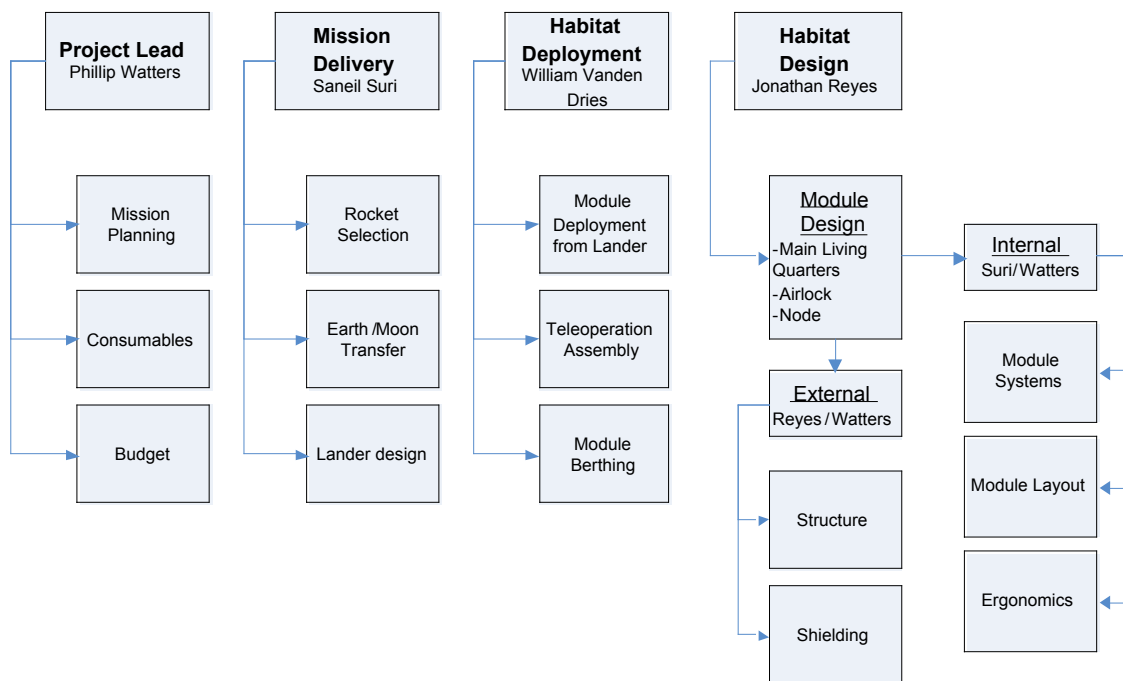 Project Lead
Phillip Watters
Mission
Planning
Consumables
Budget
Mission
Delivery
Saneil Suri
Rocket
Selection
Earth /Moon
Transfer
Lander design
Habitat
Deployment
William Vanden
Dries
Module
Deployment
from Lander
Teleoperation
Assembly
Module
Berthing
Habitat
Design
Jonathan Reyes
Module
Design
-Main Living
Quarters
-Airlock
-Node
External
Reyes / Watters
Structure
Shielding
Internal
Suri/Watters
Module
Systems
Module Layout
Ergonomics